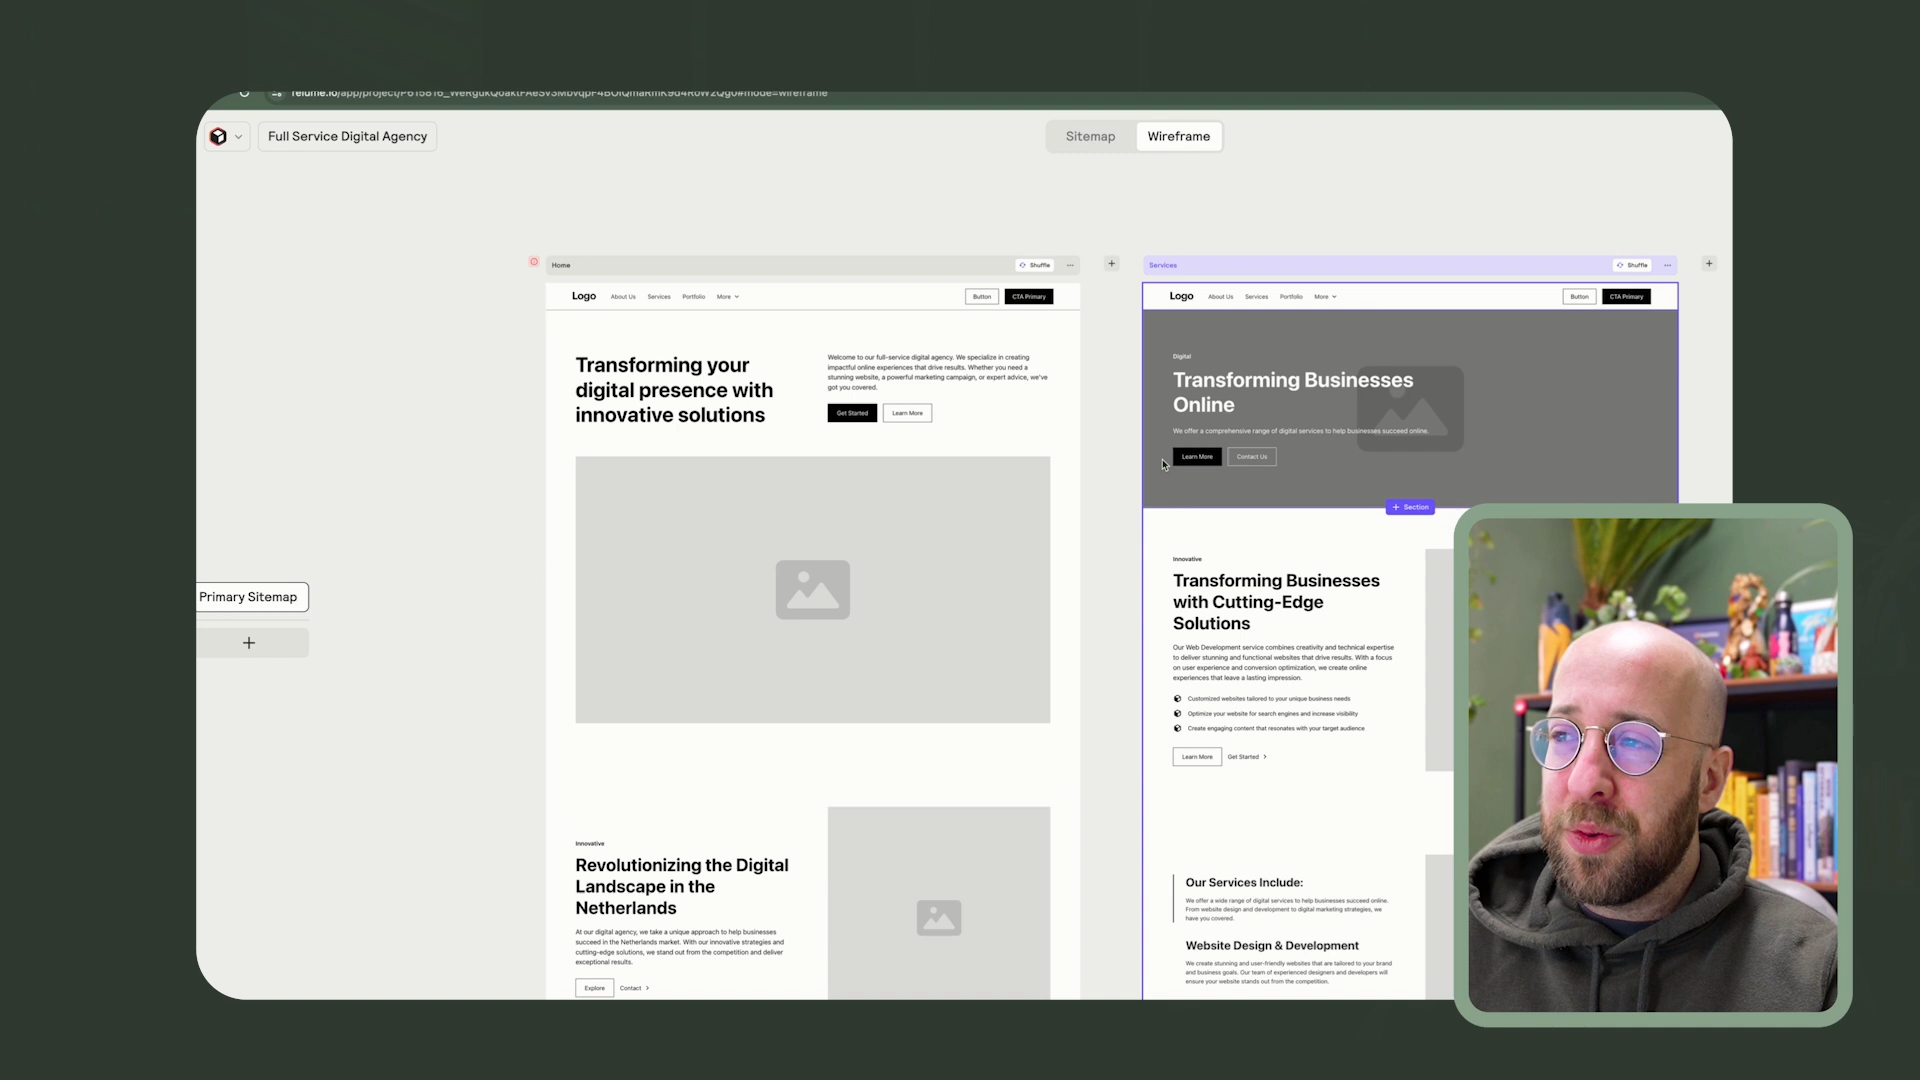 Full Service Digital Agency
Sitemap
Wireframe
Home
Shuffle
Logo
About Us
Services
Portfolio
More
Button
CTA Primary
Transforming your
digital presence with
innovative solutions
Welcome to our full-service digital agency. We specialize in creating
impactful online experiences that drive results. Whether you need a
stunning website, a powerful marketing campaign, or expert advice, we've
got you covered.
Get Started
Learn More
Innovative
Revolutionizing the Digital
Landscape in the
Netherlands
At our digital agency, we take a unique approach to help businesses
succeed in the Netherlands market. With our innovative strategies and
cutting-edge solutions, we stand out from the competition and deliver
exceptional results.
Explore
Contact
Services
Shuffle
Logo
About Us
Services
Portfolio
More
Button
CTA Primary
Digital
Transforming Businesses
Online
We offer a comprehensive range of digital services to help businesses succeed online.
Learn More
Contact Us
+ Section
Innovative
Transforming Businesses
with Cutting-Edge
Solutions
Our Web Development service combines creativity and technical expertise
to deliver stunning and functional websites that drive results. With a focus
on user experience and conversion optimization, we create online
experiences that leave a lasting impression.
Customized websites tailored to your unique business needs
Optimize your website for search engines and increase visibility
Create engaging content that resonates with your target audience
Learn More
Get Started
Our Services Include:
We offer a wide range of digital services to help businesses succeed online.
From website design and development to digital marketing strategies, we
have you covered.
Website Design & Development
We create stunning and user-friendly websites that are tailored to your brand
and business goals. Our team of experienced designers and developers will
ensure your website stands out from the competition.
Primary Sitemap